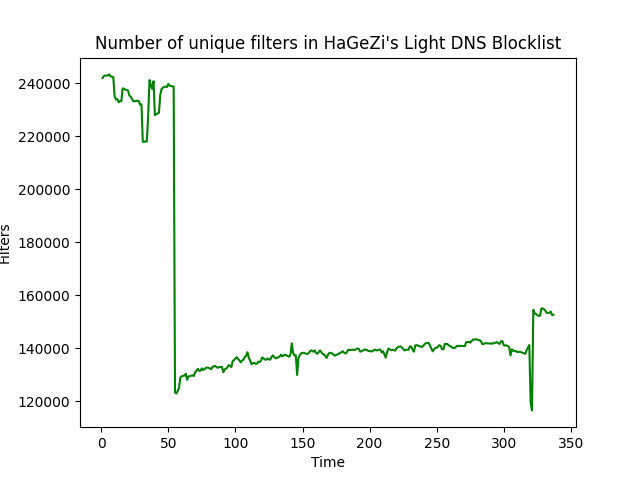 Number of unique filters in HaGeZi's Light DNS Blocklist
Filters
240000
220000
200000
180000
160000
140000
120000
0 50 100 150 200 250 300 350
Time